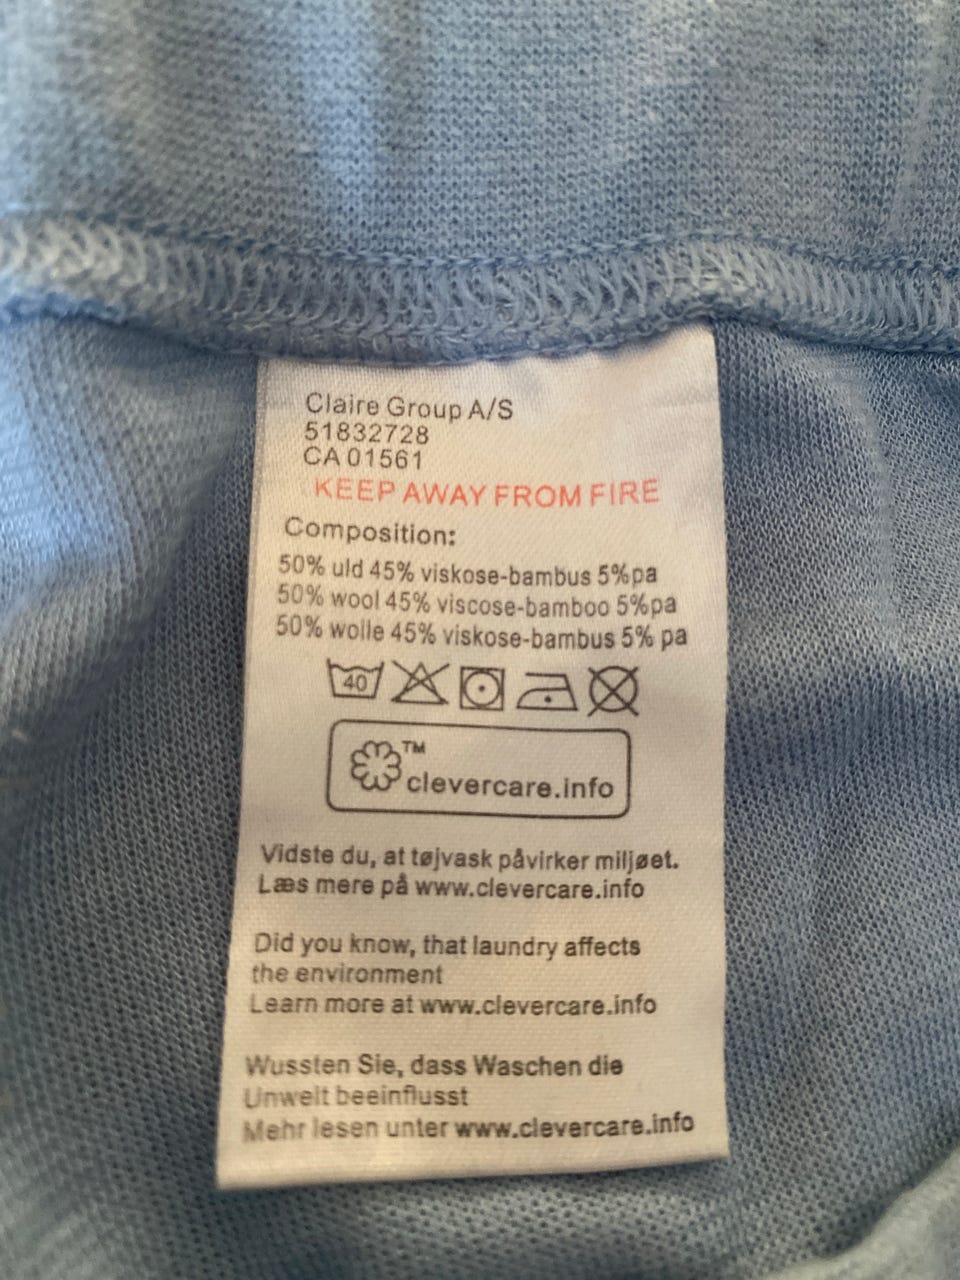 Claire Group A/S
51832728
CA 01561
KEEP AWAY FROM FIRE
Composition:
50% uld 45% viskose-bambus 5%pa
50% wool 45% viscose-bamboo 5%pa
50% wolle 45% viskose-bambus 5% pa
40
TM
clevercare.info
Vidste du, at tøjvask påvirker miljøet.
Læs mere på www.clevercare.info
Did you know, that laundry affects
the environment
Learn more at www.clevercare.info
Wussten Sie, dass Waschen die
Umwelt beeinflusst
Mehr lesen unter www.clevercare.info